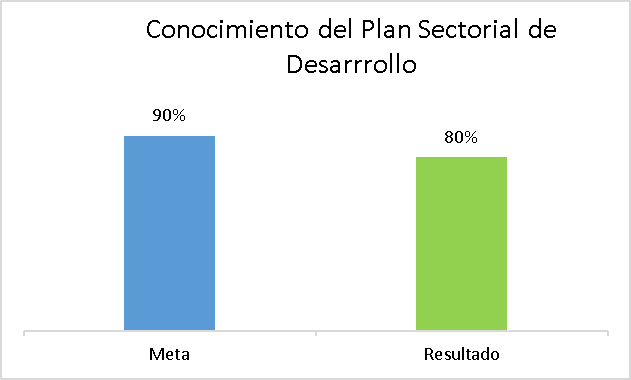 Conocimiento del Plan Sectorial de
Desarrrollo
90%
80%
Meta
Resultado